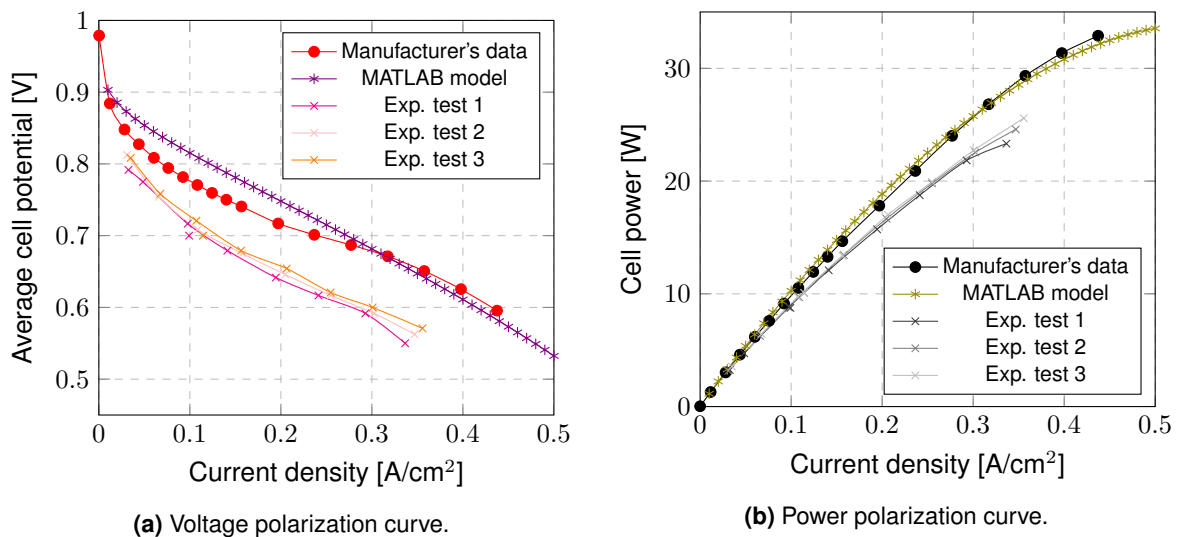 1
0.9
0.8
0.7
0.6
0.5
0
0.1
0.2
0.3
0.4
0.5
Average cell potential [V]
Current density [A/cm²]
Manufacturer's data
MATLAB model
Exp. test 1
Exp. test 2
Exp. test 3
(a) Voltage polarization curve.
30
20
10
0
0
0.1
0.2
0.3
0.4
0.5
Cell power [W]
Current density [A/cm²]
Manufacturer's data
MATLAB model
Exp. test 1
Exp. test 2
Exp. test 3
(b) Power polarization curve.